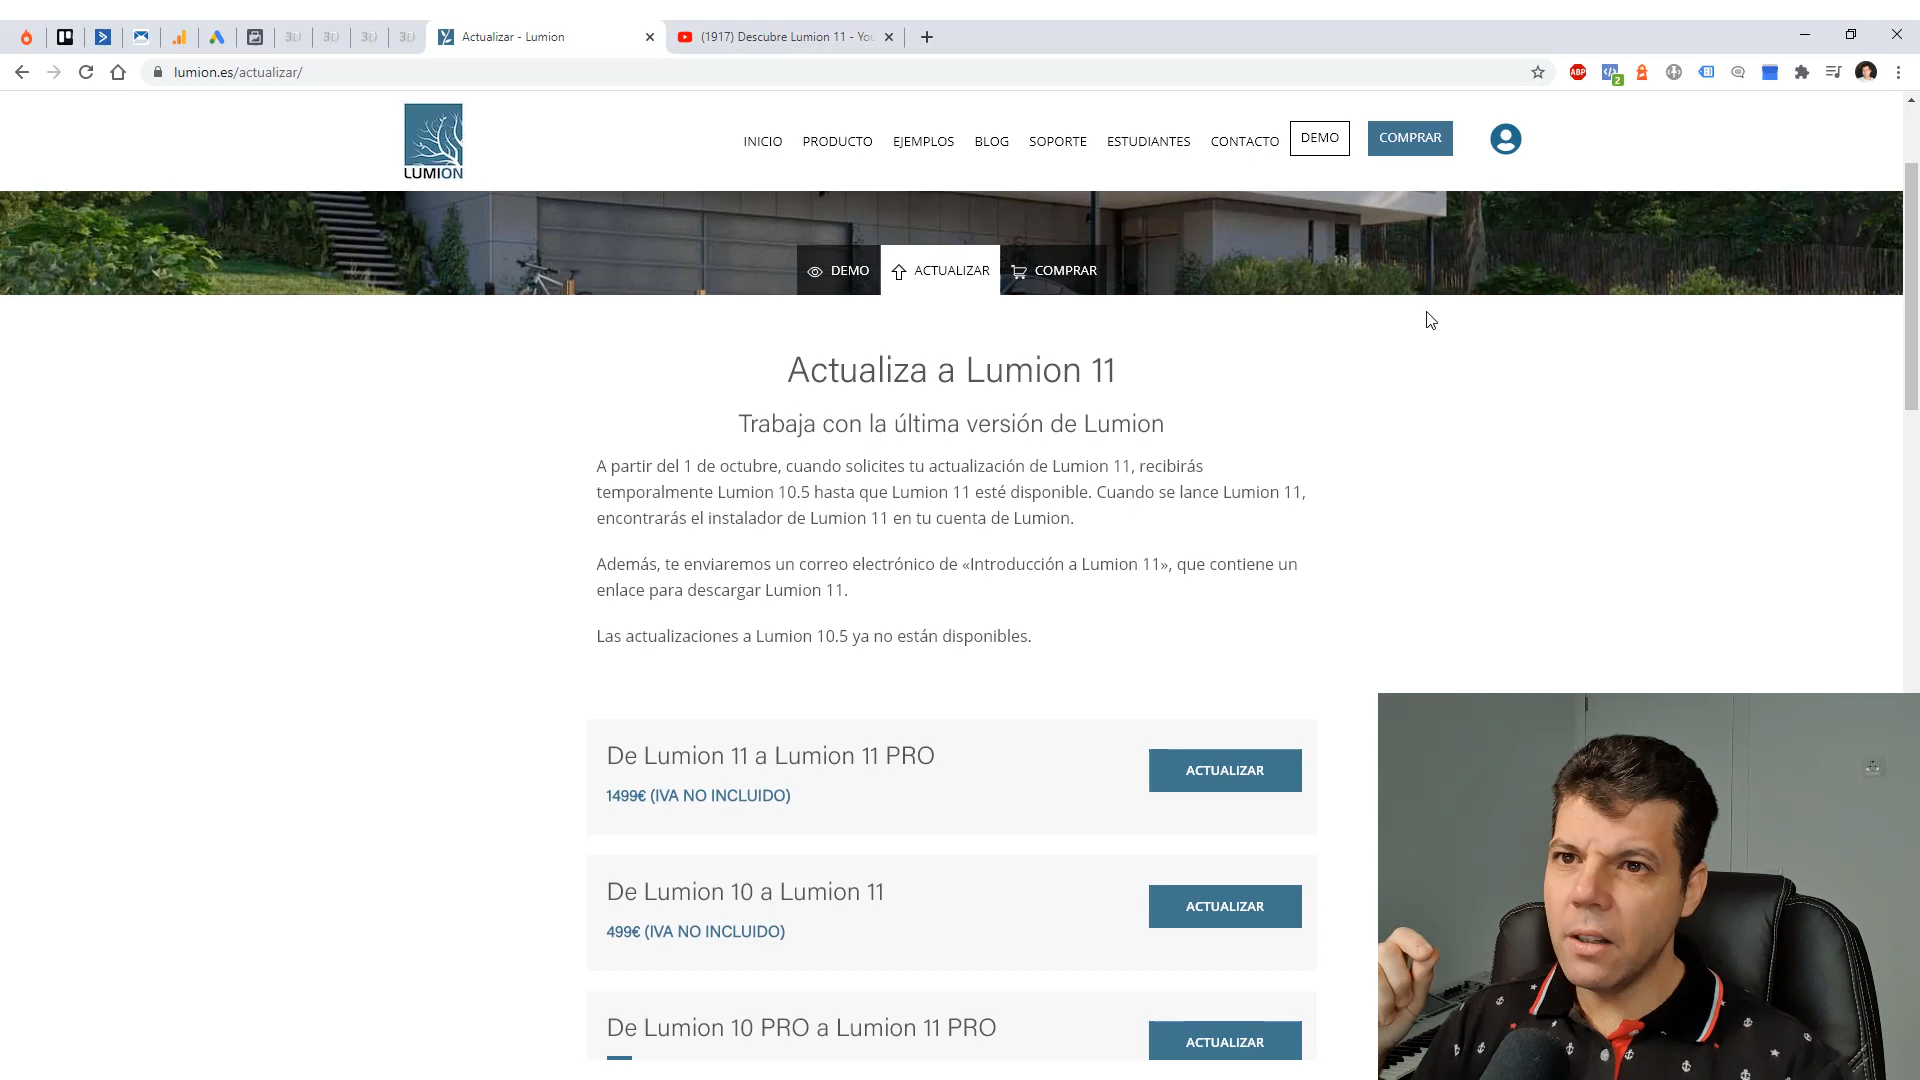 Actualizar - Lumion
(1917) Descubre Lumion 11 - You
lumion.es/actualizar/
ABP
2
LUMION
INICIO PRODUCTO EJEMPLOS BLOG SOPORTE ESTUDIANTES CONTACTO DEMO COMPRAR
DEMO ACTUALIZAR COMPRAR
Actualiza a Lumion 11
Trabaja con la última versión de Lumion
A partir del 1 de octubre, cuando solicites tu actualización de Lumion 11, recibirás
temporalmente Lumion 10.5 hasta que Lumion 11 esté disponible. Cuando se lance Lumion 11,
encontrarás el instalador de Lumion 11 en tu cuenta de Lumion.
Además, te enviaremos un correo electrónico de «Introducción a Lumion 11», que contiene un
enlace para descargar Lumion 11.
Las actualizaciones a Lumion 10.5 ya no están disponibles.
De Lumion 11 a Lumion 11 PRO
1499€ (IVA NO INCLUIDO)
ACTUALIZAR
De Lumion 10 a Lumion 11
499€ (IVA NO INCLUIDO)
ACTUALIZAR
De Lumion 10 PRO a Lumion 11 PRO
ACTUALIZAR